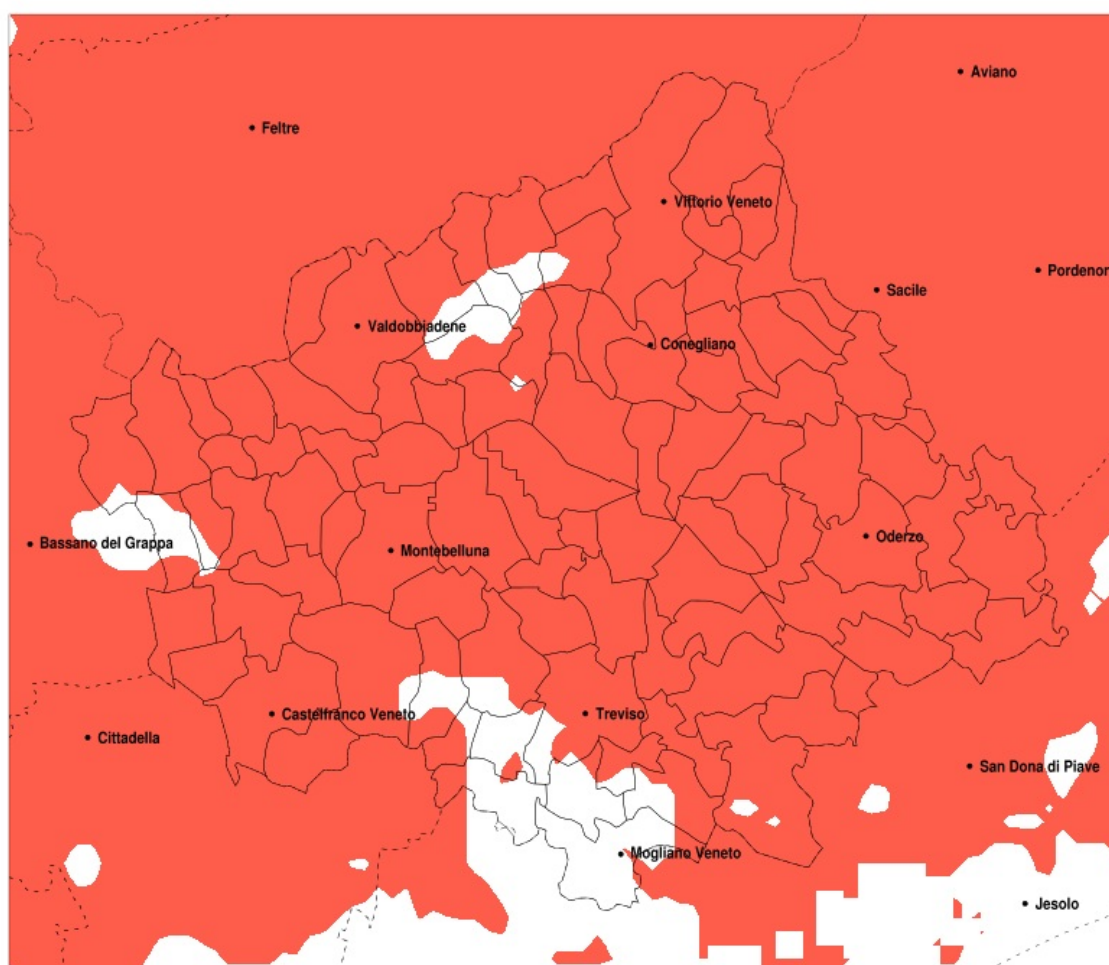 Aviano
Feltre
Vittorio Veneto
Pordenon
Sacile
Valdobbiadene
Conegliano
Oderzo
Bassano del Grappa
Montebelluna
Castelfranco Veneto
Treviso
Cittadella
San Dona di Piave
Mogliano Veneto
Jesolo